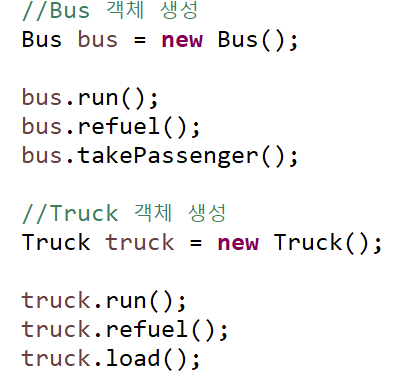 //Bus 객체 생성
Bus bus = new Bus();
bus.run();
bus.refuel();
bus.takePassenger();
//Truck 객체 생성
Truck truck = new Truck();
truck.run();
truck.refuel();
truck.load();